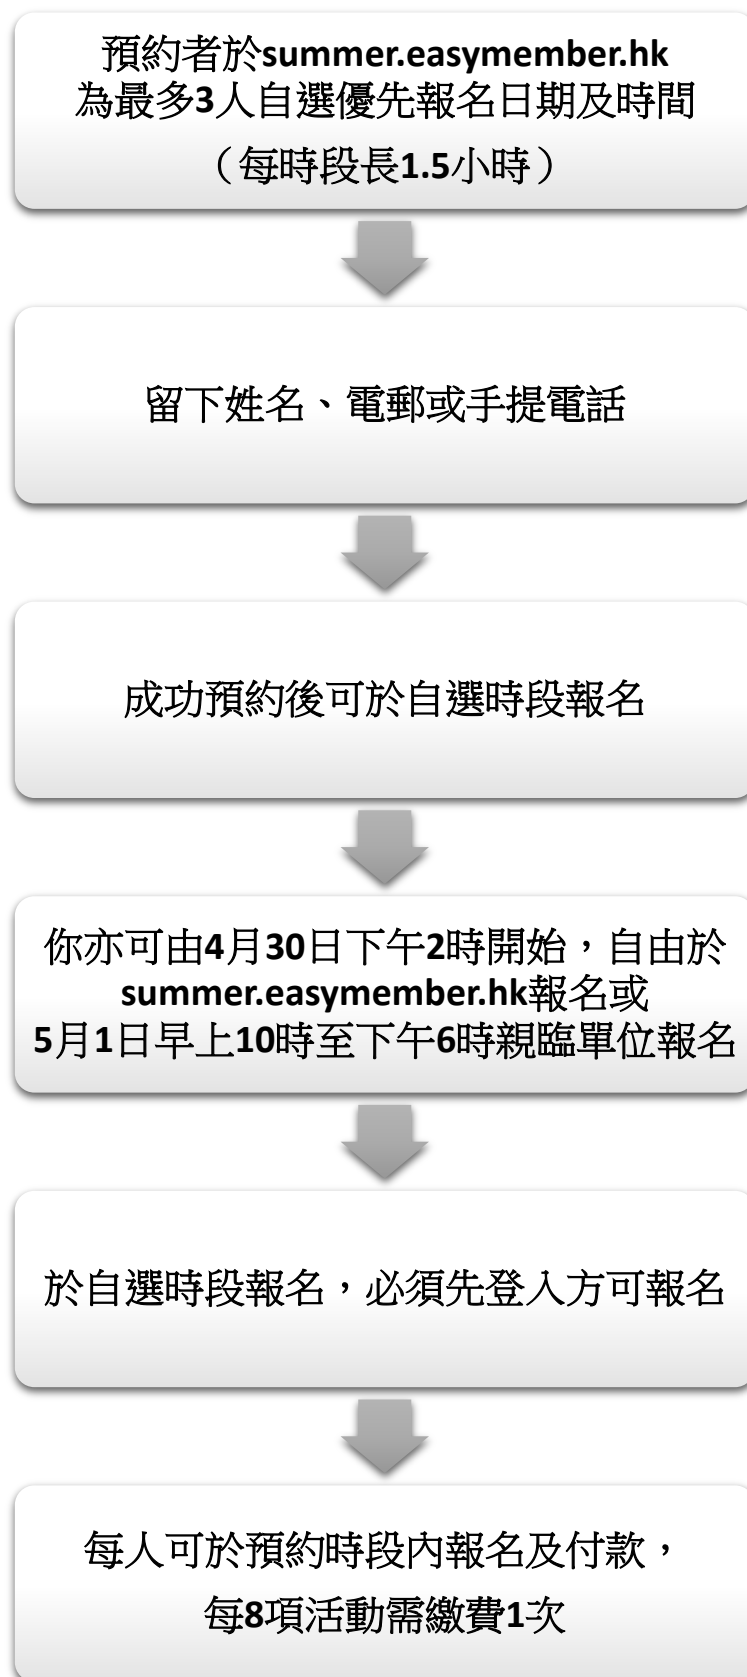 預約者於summer.easymember.hk
為最多3人自選優先報名日期及時間
（每時段長1.5小時）
留下姓名、電郵或手提電話
成功預約後可於自選時段報名
你亦可由4月30日下午2時開始，自由於
summer.easymember.hk報名或
5月1日早上10時至下午6時親臨單位報名
於自選時段報名，必須先登入方可報名
每人可於預約時段內報名及付款，
每8項活動需繳費1次